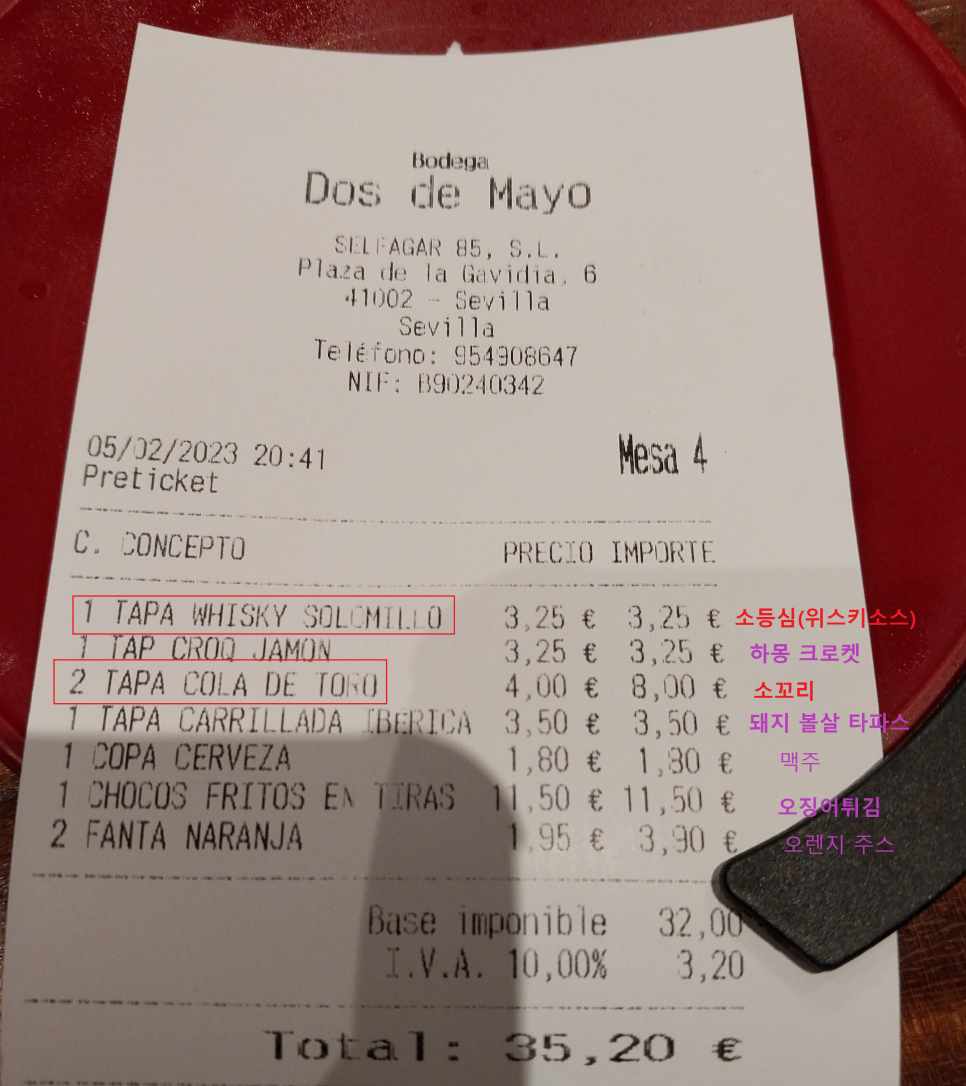 Bodega
Dos de Mayo
SELFAGAR 85, S.L.
Plaza de la Gavidia, 6
41002 - Sevilla
Sevilla
Teléfono: 954908647
NIF: B90240342
05/02/2023 20:41 Mesa 4
Preticket
C. CONCEPTO PRECIO IMPORTE
1 TAPA WHISKY SOLOMILLO 3,25 € 3,25 € 소등심(위스키소스)
1 TAP CROQ JAMON 3,25 € 3,25 € 하몽 크로켓
2 TAPA COLA DE TORO 4,00 € 8,00 € 소꼬리
1 TAPA CARRILLADA IBERICA 3,50 € 3,50 € 돼지 볼살 타파스
1 COPA CERVEZA 1,80 € 1,80 € 맥주
1 CHOCOS FRITOS EN TIRAS 11,50 € 11,50 € 오징어튀김
2 FANTA NARANJA 1,95 € 3,90 € 오렌지 주스
Base imponible 32,00
I.V.A. 10,00% 3,20
Total: 35,20 €